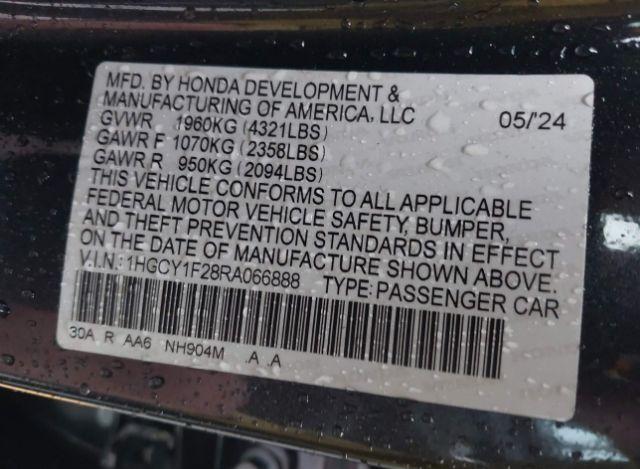 MFD. BY HONDA DEVELOPMENT &
MANUFACTURING OF AMERICA, LLC 05/'24
GVWR 1960KG (4321LBS)
GAWR F 1070KG (2358LBS)
GAWR R 950KG (2094LBS)
THIS VEHICLE CONFORMS TO ALL APPLICABLE
FEDERAL MOTOR VEHICLE SAFETY, BUMPER,
AND THEFT PREVENTION STANDARDS IN EFFECT
ON THE DATE OF MANUFACTURE SHOWN ABOVE.
V.I.N.:1HGCY1F28RA066888 TYPE:PASSENGER CAR
30A R AA6 NH904M .A .A